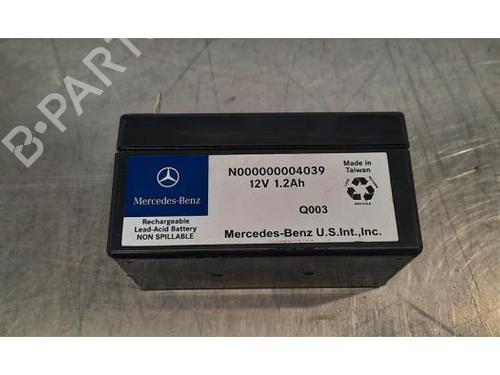 B-PARTS
Mercedes-Benz
Rechargeable
Lead-Acid Battery
NON SPILLABLE
N000000004039
12V 1.2Ah
Made in
Taiwan
Q003
Mercedes-Benz U.S.Int.,Inc.